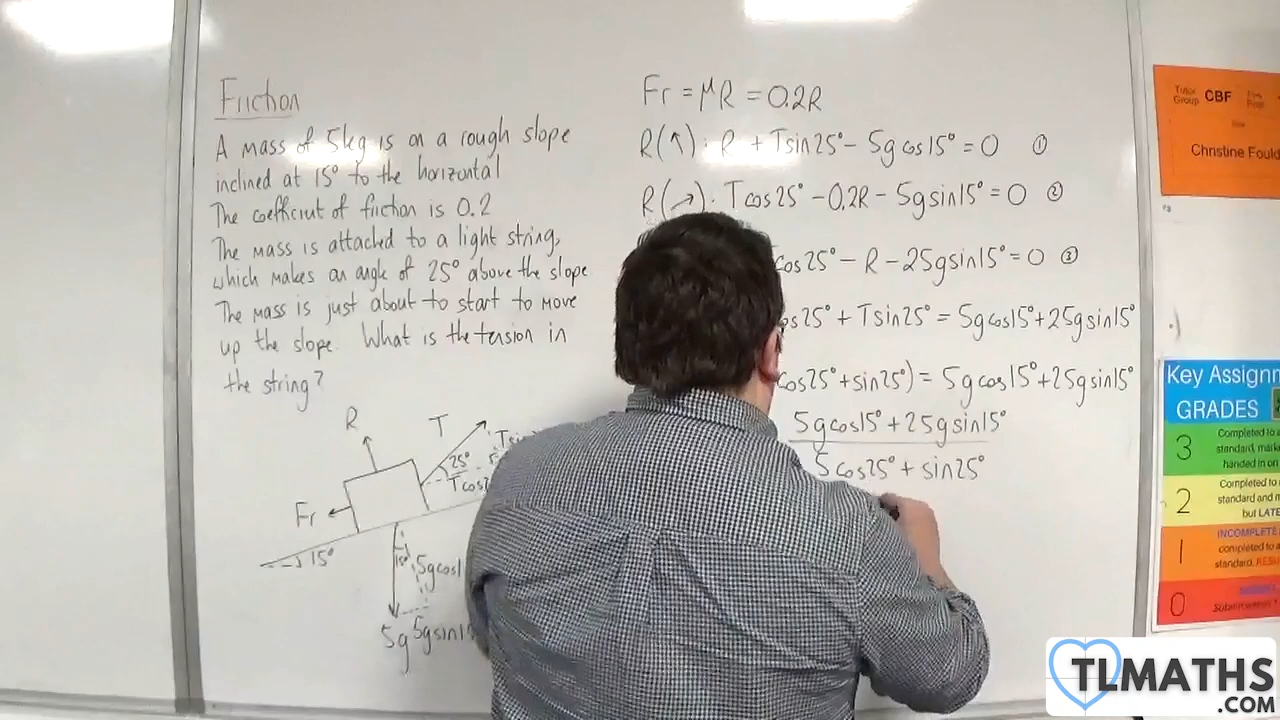 Friction
A mass of 5kg is on a rough slope
inclined at 15° to the horizontal
The coefficient of friction is 0.2
The mass is attached to a light string,
which makes an angle of 25° above the slope
The mass is just about to start to move
up the slope. What is the tension in
the string?
R
T
25°
Fr
15°
15°
5g
Fr = μR = 0.2R
R(↖): R + Tsin25° - 5gcos15° = 0 ①
R(↗): Tcos25° - 0.2R - 5gsin15° = 0 ②
cos25° - R - 25gsin15° = 0 ③
25° + Tsin25° = 5gcos15° + 25gsin15°
cos25° + sin25°) = 5gcos15° + 25gsin15°
5gcos15° + 25gsin15°
5cos25° + sin25°
Tutor
Group
CBF
Christine Fould
Key Assignm
GRADES
3
Completed to
standard, mark
handed in on
2
Completed to
standard and m
but LATE
1
INCOMPLETE
completed to a
standard.
0
TLMATHS
.COM